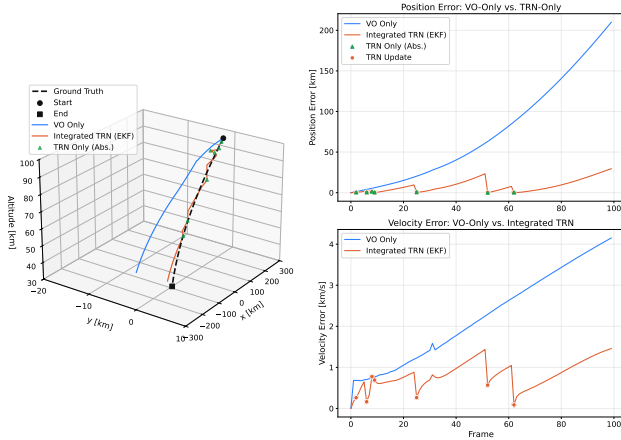 Ground Truth
Start
End
VO Only
Integrated TRN (EKF)
TRN Only (Abs.)
100
90
80
70
60
50
40
30
Altitude [km]
−20
−10
0
10
y [km]
−300
−200
−100
0
100
200
300
x [km]
Position Error: VO-Only vs. TRN-Only
VO Only
Integrated TRN (EKF)
TRN Only (Abs.)
TRN Update
Position Error [km]
200
150
100
50
0
0
20
40
60
80
100
Velocity Error: VO-Only vs. Integrated TRN
VO Only
Integrated TRN (EKF)
Velocity Error [km/s]
4
3
2
1
0
0
20
40
60
80
100
Frame